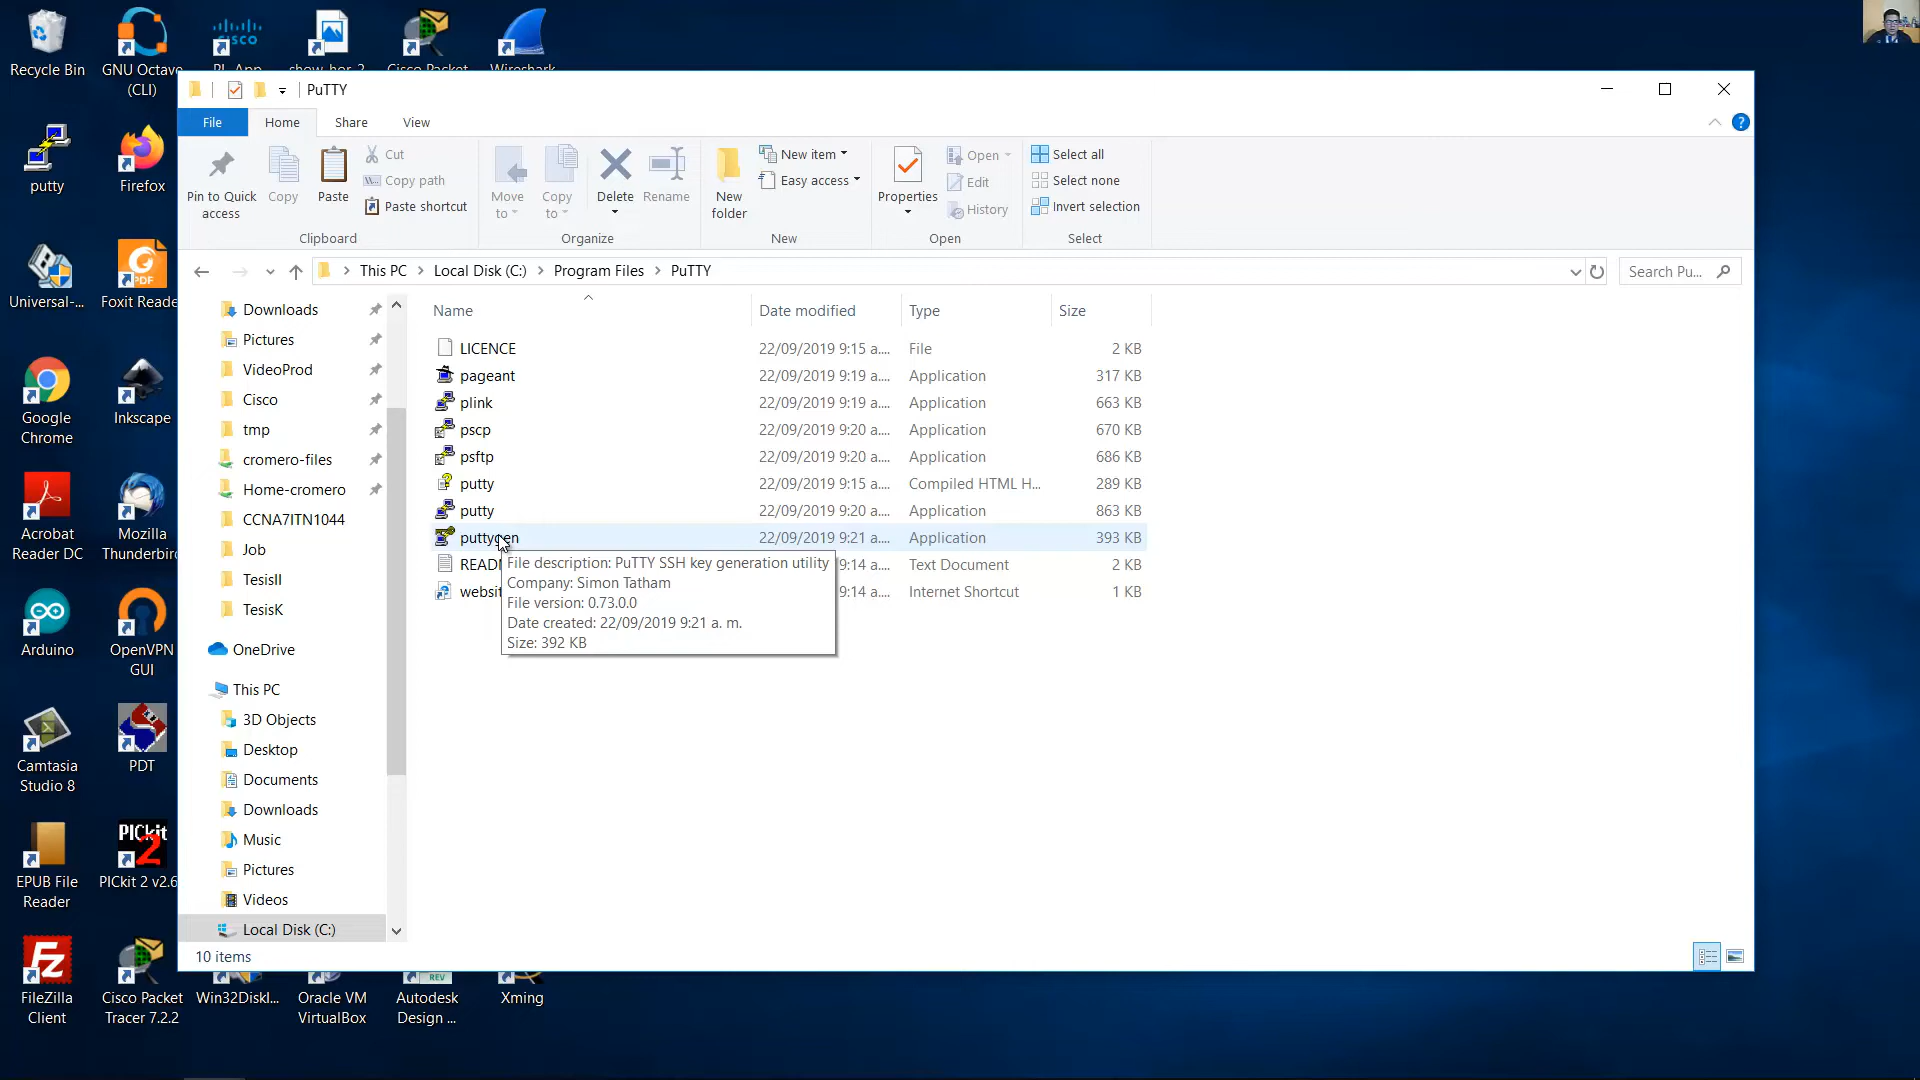 Recycle Bin
GNU Octave
(CLI)
Wireshark
putty
Firefox
Universal-...
Foxit Reade
Google
Chrome
Inkscape
Acrobat
Reader DC
Mozilla
Thunderbir
Arduino
OpenVPN
GUI
Camtasia
Studio 8
PDT
EPUB File
Reader
PICkit 2
PICkit 2 v2.6
FileZilla
Client
Cisco Packet
Tracer 7.2.2
Win32DiskI...
Oracle VM
VirtualBox
REV
Autodesk
Design ...
Xming
CISCO
PuTTY
File
Home
Share
View
Pin to Quick
access
Copy
Paste
Cut
Copy path
Paste shortcut
Clipboard
Move
to
Copy
to
Delete
Rename
Organize
New
folder
New item
Easy access
New
Properties
Open
Edit
History
Open
Select all
Select none
Invert selection
Select
This PC > Local Disk (C:) > Program Files > PuTTY
Search Pu...
Downloads
Pictures
VideoProd
Cisco
tmp
cromero-files
Home-cromero
CCNA7ITN1044
Job
TesisII
TesisK
OneDrive
This PC
3D Objects
Desktop
Documents
Downloads
Music
Pictures
Videos
Local Disk (C:)
Name Date modified Type Size
LICENCE 22/09/2019 9:15 a.... File 2 KB
pageant 22/09/2019 9:19 a.... Application 317 KB
plink 22/09/2019 9:19 a.... Application 663 KB
pscp 22/09/2019 9:20 a.... Application 670 KB
psftp 22/09/2019 9:20 a.... Application 686 KB
putty 22/09/2019 9:15 a.... Compiled HTML H... 289 KB
putty 22/09/2019 9:20 a.... Application 863 KB
puttygen 22/09/2019 9:21 a.... Application 393 KB
9:14 a.... Text Document 2 KB
9:14 a.... Internet Shortcut 1 KB
File description: PuTTY SSH key generation utility
Company: Simon Tatham
File version: 0.73.0.0
Date created: 22/09/2019 9:21 a. m.
Size: 392 KB
10 items